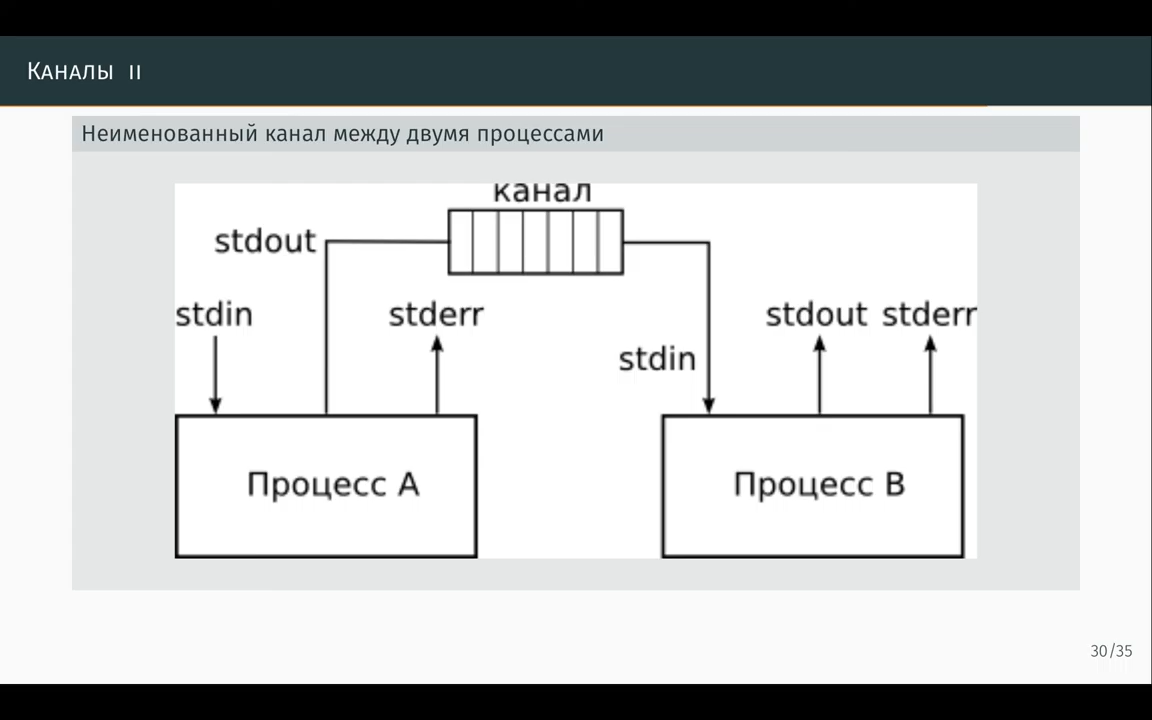 Каналы II
Неименованный канал между двумя процессами
канал
stdout
stdin
stderr
stdin
stdout stderr
Процесс A
Процесс B
30/35